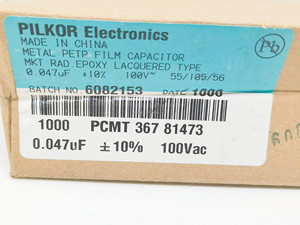 PILKOR Electronics
MADE IN CHINA
METAL PETP FILM CAPACITOR
MKT RAD.EPOXY LACQUERED TYPE
0.047uF ±10% 100V~ 55/105/56
BATCH NO. 6082153 DATE 1000
Pb
1000 PCMT 367 81473
0.047uF ±10% 100Vac